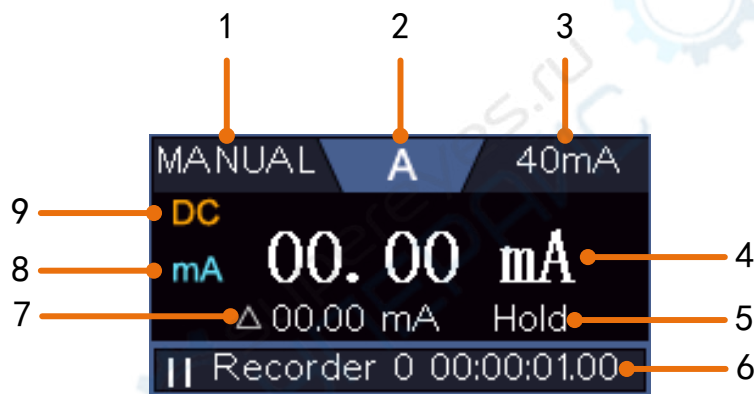 1 2 3
MANUAL A 40mA
9 DC
8 mA 00.00 mA 4
7 △ 00.00 mA Hold 5
|| Recorder 0 00:00:01.00 6